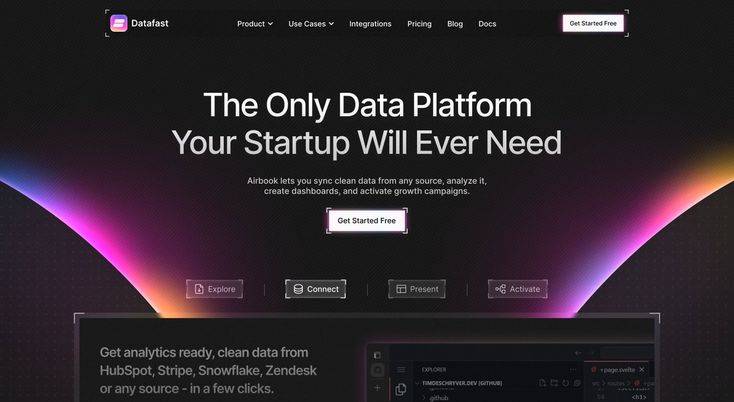 Datafast
Product
Use Cases
Integrations
Pricing
Blog
Docs
Get Started Free
The Only Data Platform
Your Startup Will Ever Need
Airbook lets you sync clean data from any source, analyze it,
create dashboards, and activate growth campaigns.
Get Started Free
Explore
Connect
Present
Activate
Get analytics ready, clean data from
HubSpot, Stripe, Snowflake, Zendesk
or any source - in a few clicks.
EXPLORER
TIMDESCHRYVER.DEV [GITHUB]
.github
+page.svelte
src > routes >
54
<h1>